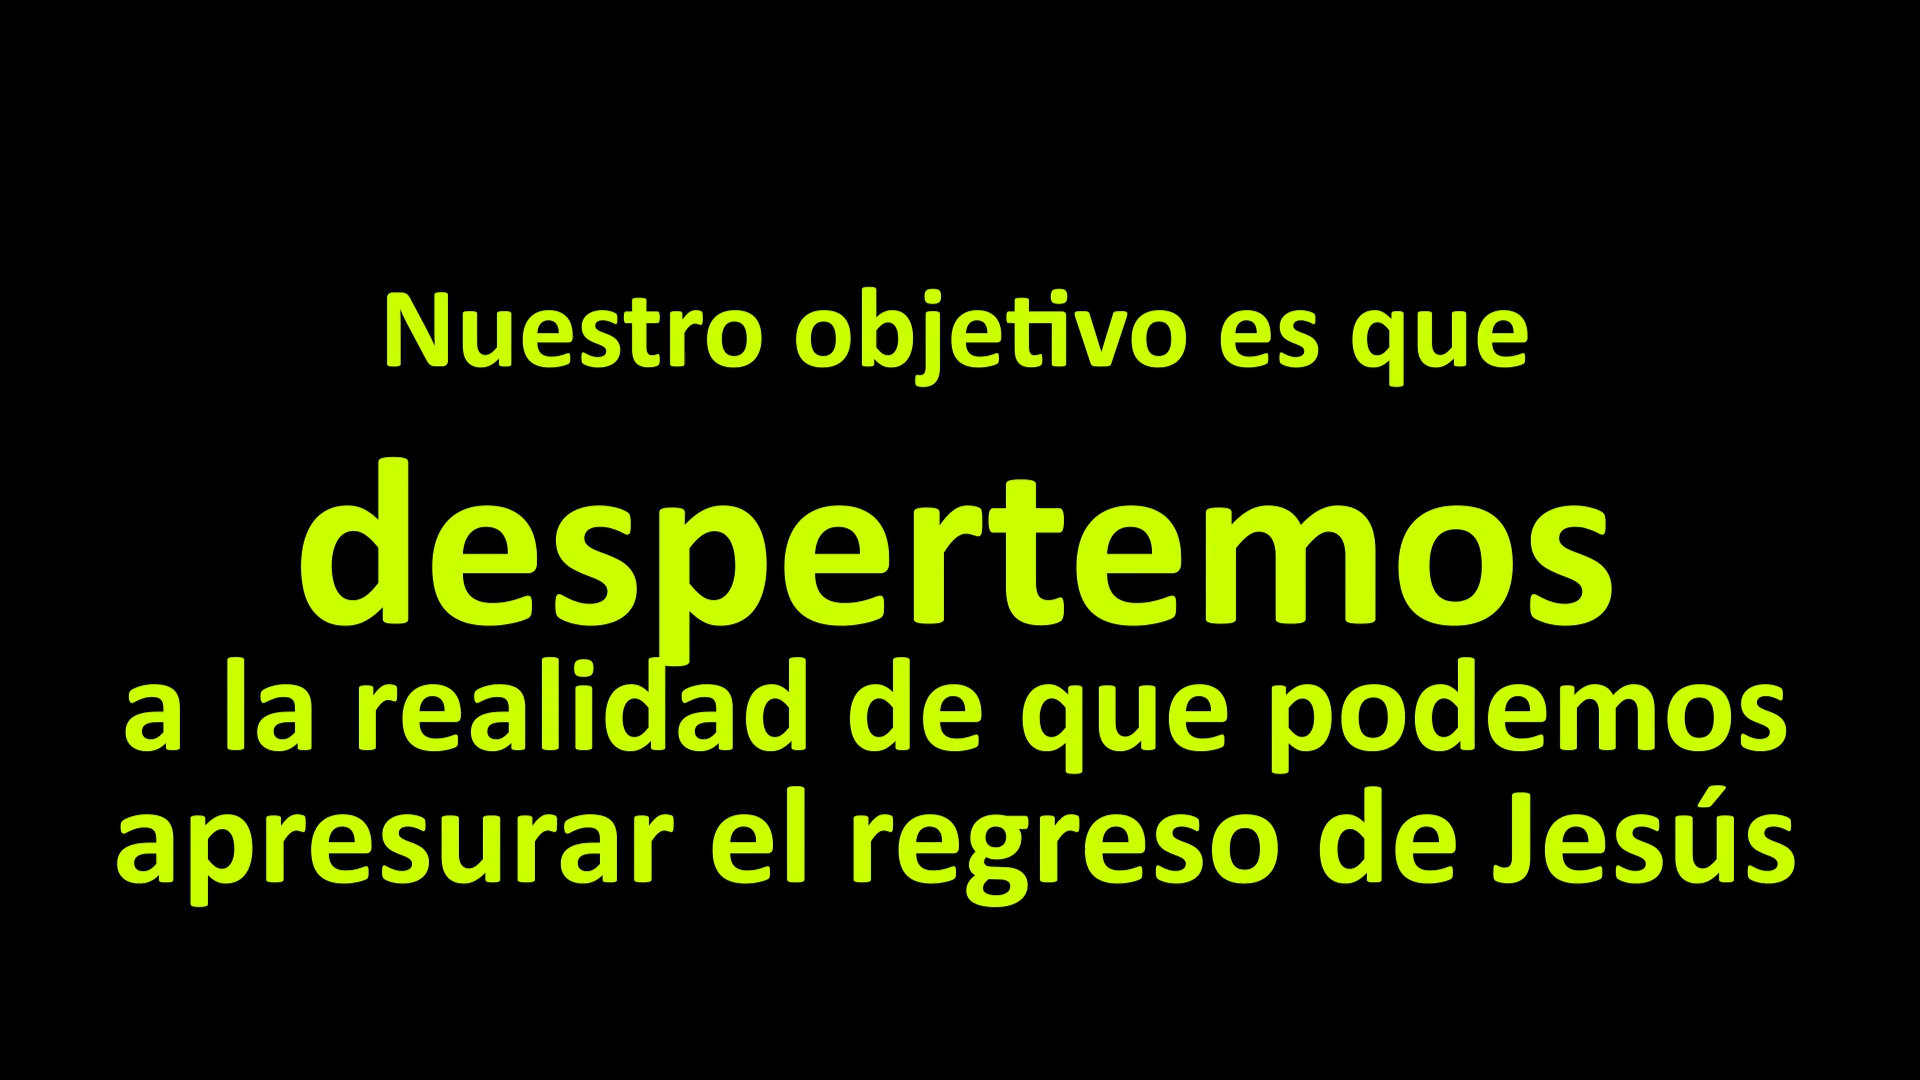 Nuestro objetivo es que
despertemos
a la realidad de que podemos
apresurar el regreso de Jesús